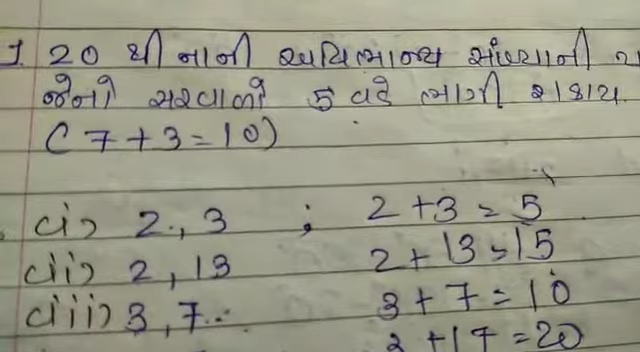 1 20 થી નાની અવિભાજ્ય સંખ્યાની
જેનો સરવાળો 5 વડે ભાગી શકાય
(7+3=10)
(i) 2, 3 ; 2+3=5
(ii) 2, 13 2+13=15
(iii) 3, 7.. 3+7=10
3+17=20